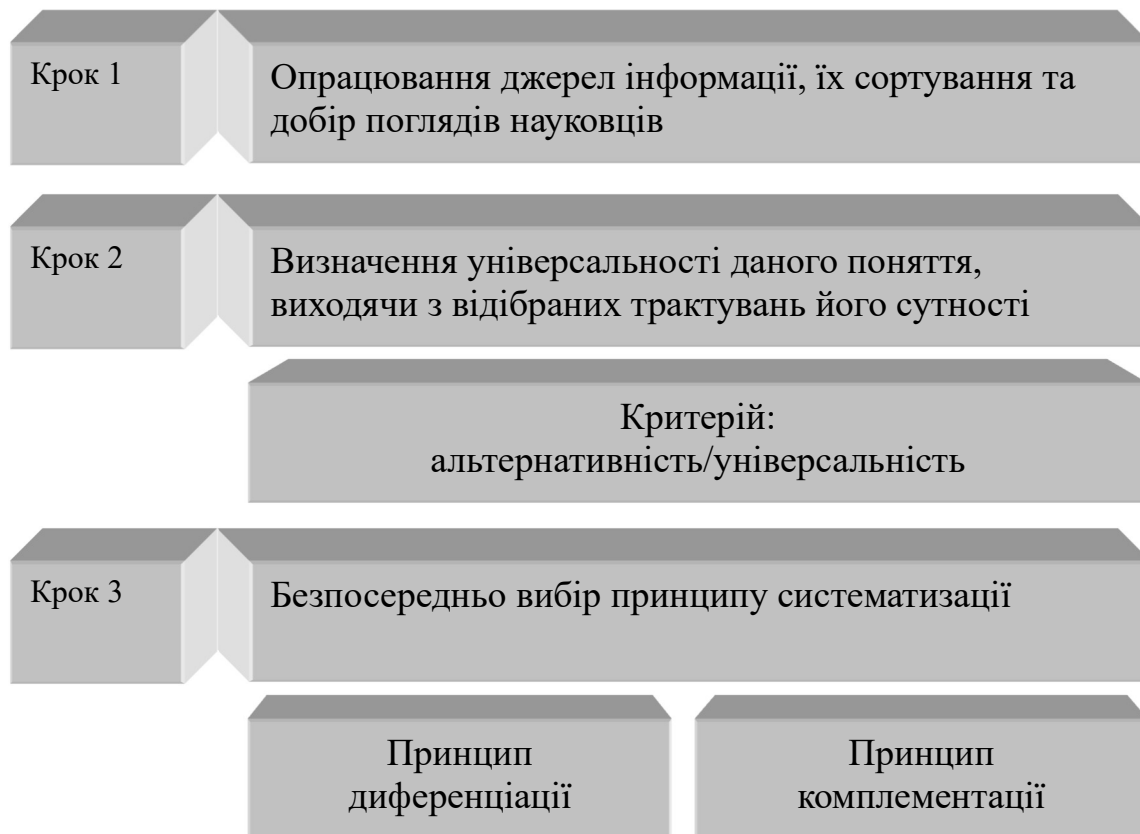 Крок 1
Опрацювання джерел інформації, їх сортування та
добір поглядів науковців
Крок 2
Визначення універсальності даного поняття,
виходячи з відібраних трактувань його сутності
Критерій:
альтернативність/універсальність
Крок 3
Безпосередньо вибір принципу систематизації
Принцип
диференціації
Принцип
комплементації